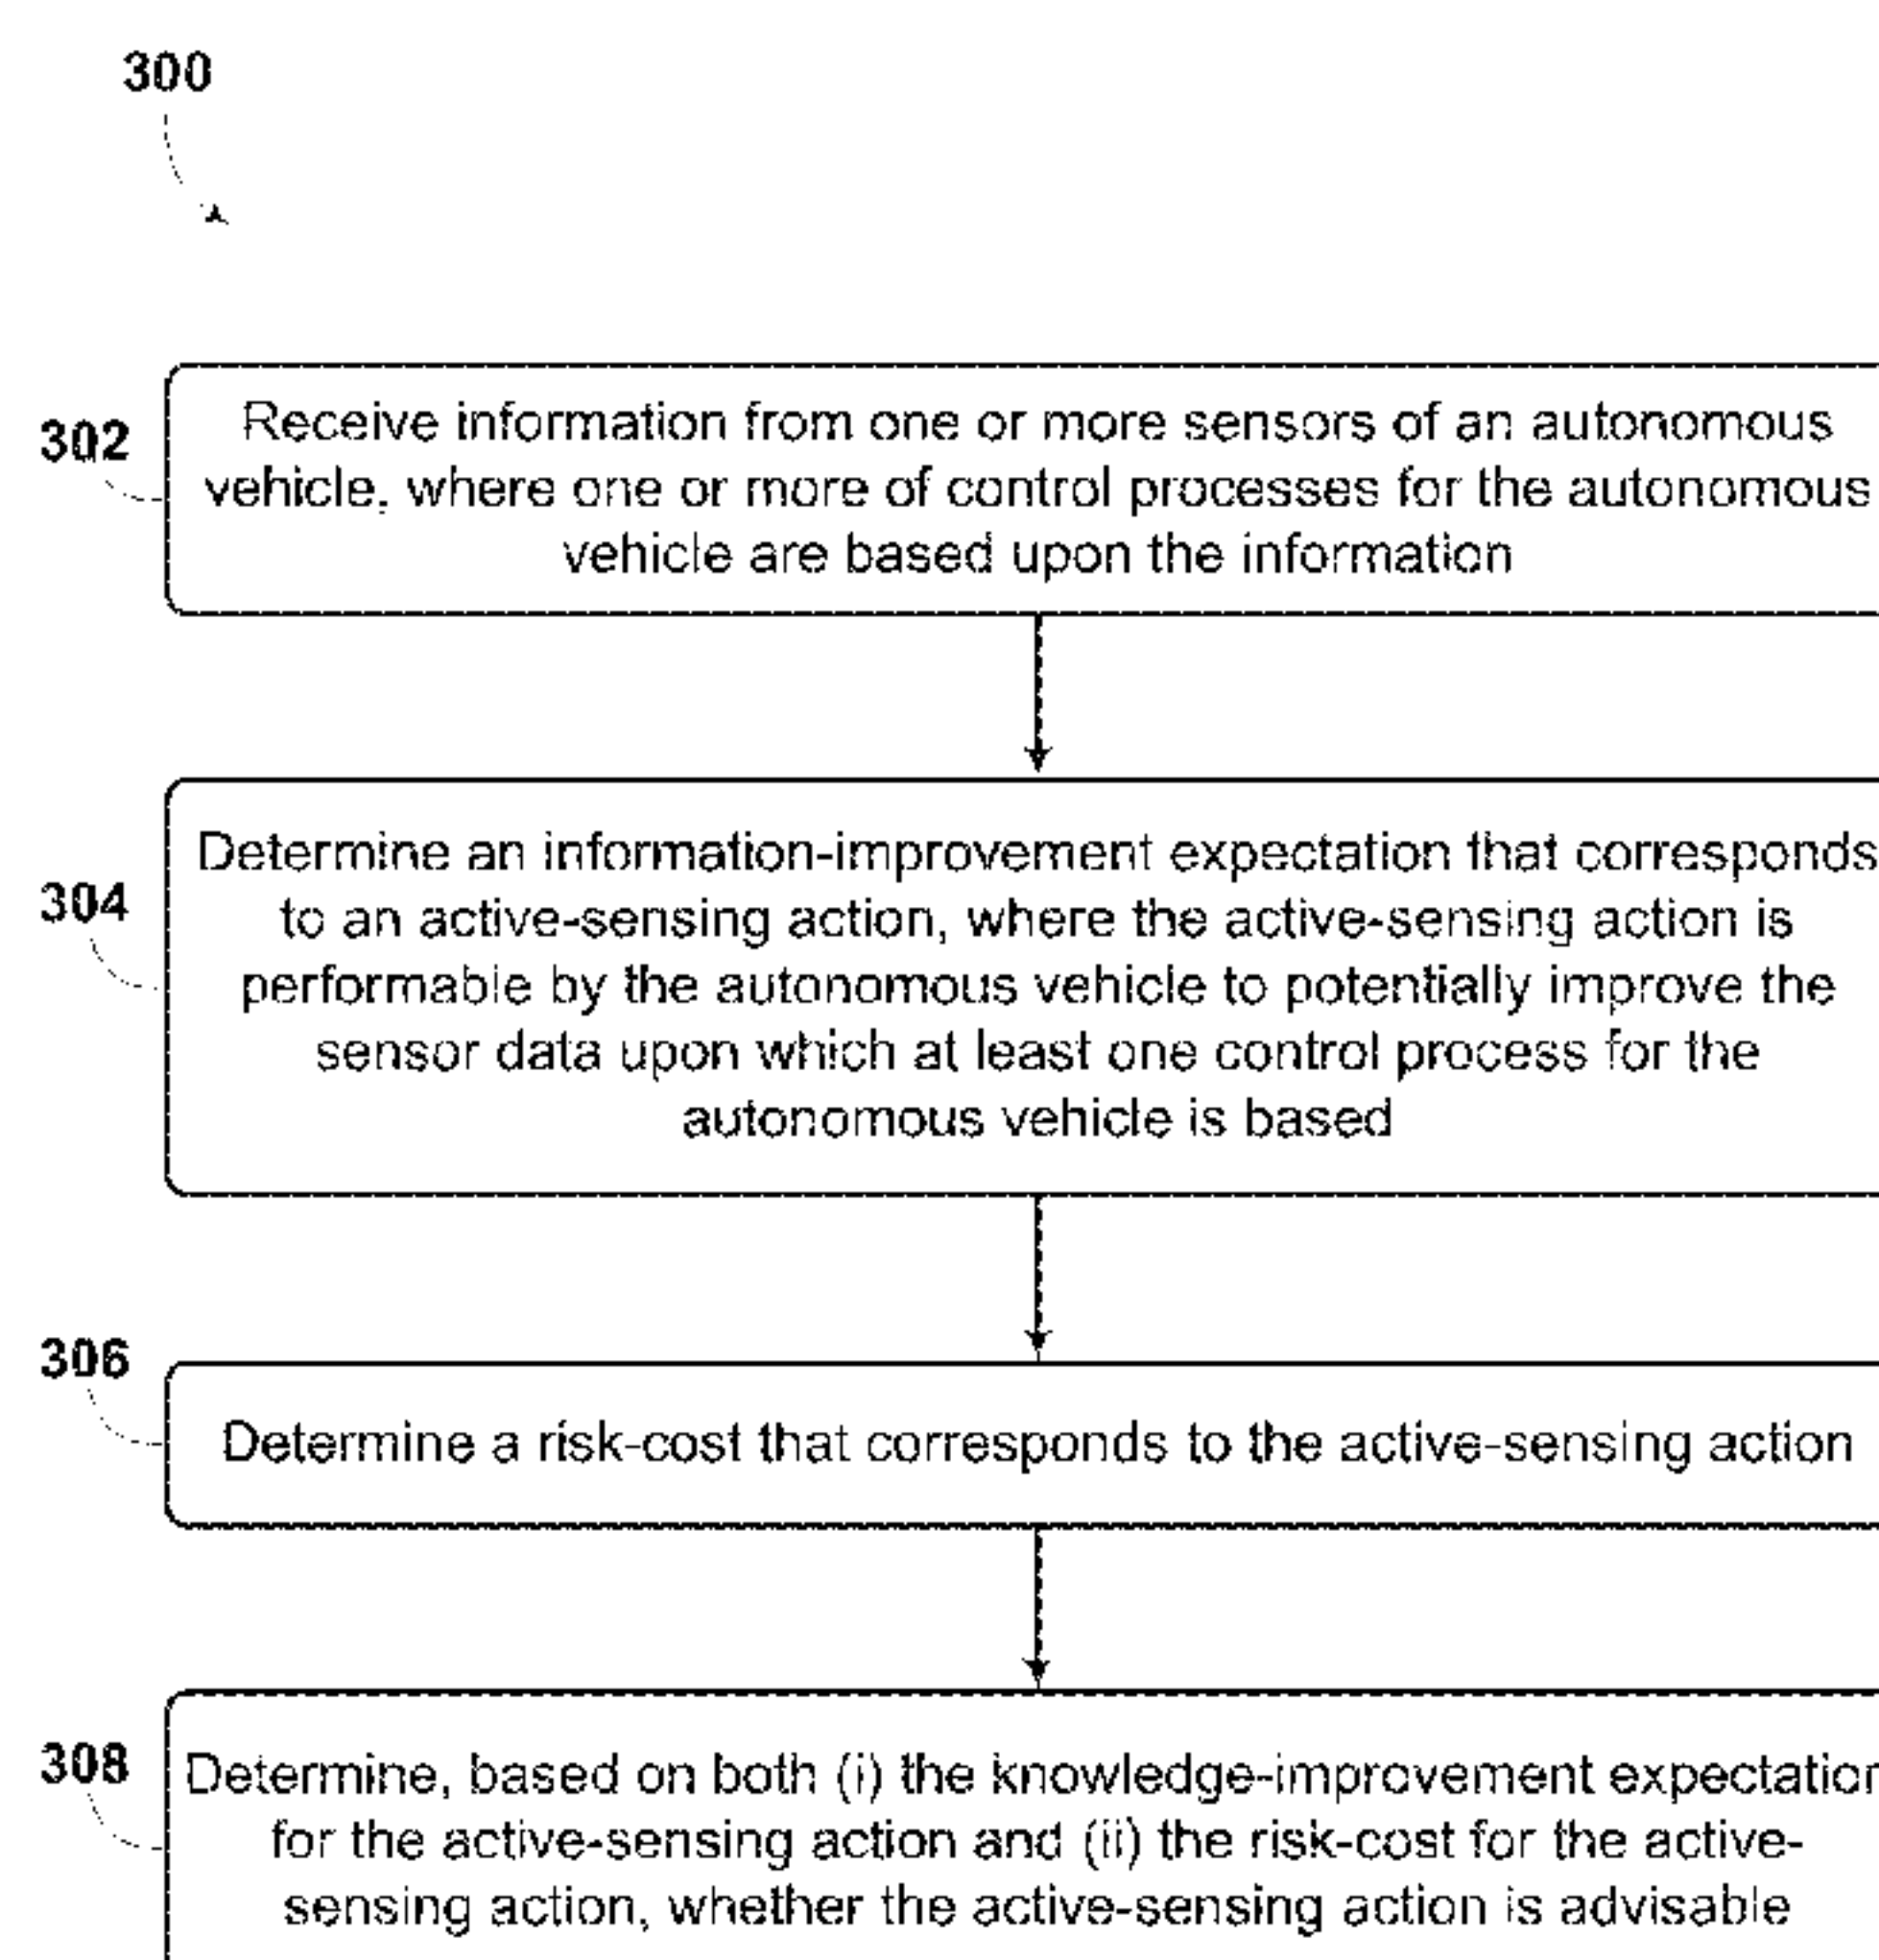 300
302
Receive information from one or more sensors of an autonomous
vehicle, where one or more of control processes for the autonomous
vehicle are based upon the information
304
Determine an information-improvement expectation that corresponds
to an active-sensing action, where the active-sensing action is
performable by the autonomous vehicle to potentially improve the
sensor data upon which at least one control process for the
autonomous vehicle is based
306
Determine a risk-cost that corresponds to the active-sensing action
308
Determine, based on both (i) the knowledge-improvement expectation
for the active-sensing action and (ii) the risk-cost for the active-
sensing action, whether the active-sensing action is advisable